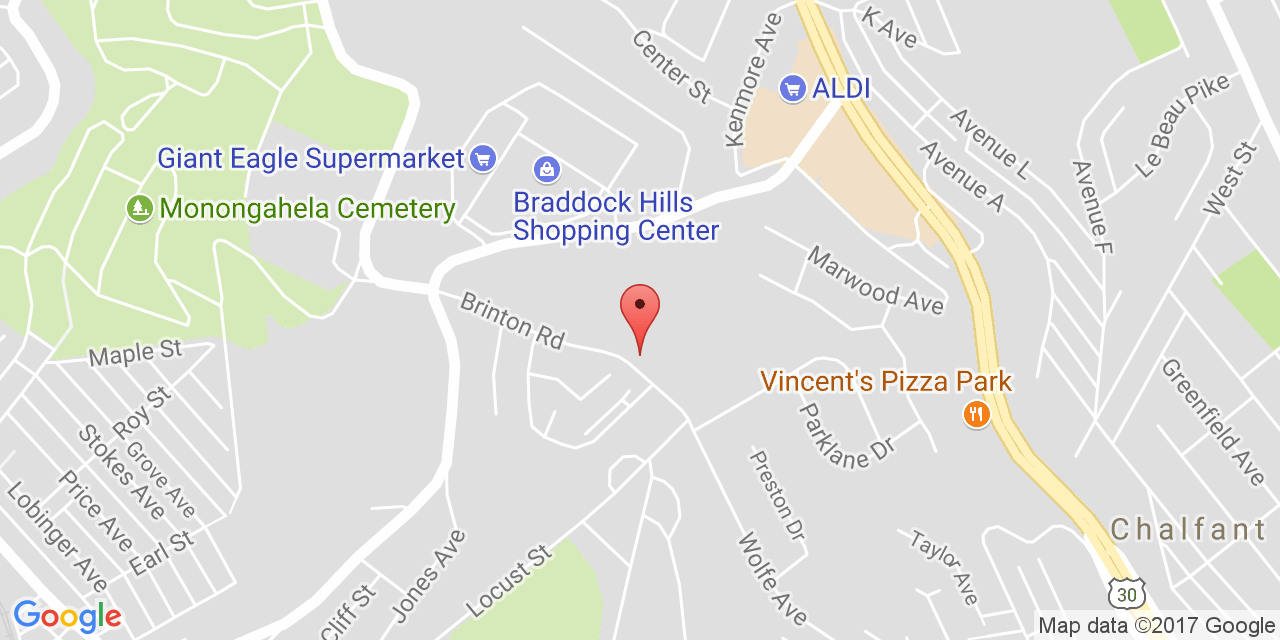 K Ave
Center St
Kenmore Ave
ALDI
Le Beau Pike
Avenue L
Avenue A
Avenue F
West St
Giant Eagle Supermarket
Monongahela Cemetery
Braddock Hills
Shopping Center
Marwood Ave
Brinton Rd
Maple St
Vincent's Pizza Park
Greenfield Ave
Roy St
Grove Ave
Stokes Ave
Price Ave
Lobinger Ave
Earl St
Parklane Dr
Preston Dr
Chalfant
Jones Ave
Locust St
Cliff St
Wolfe Ave
Taylor Ave
30
Google
Map data ©2017 Google